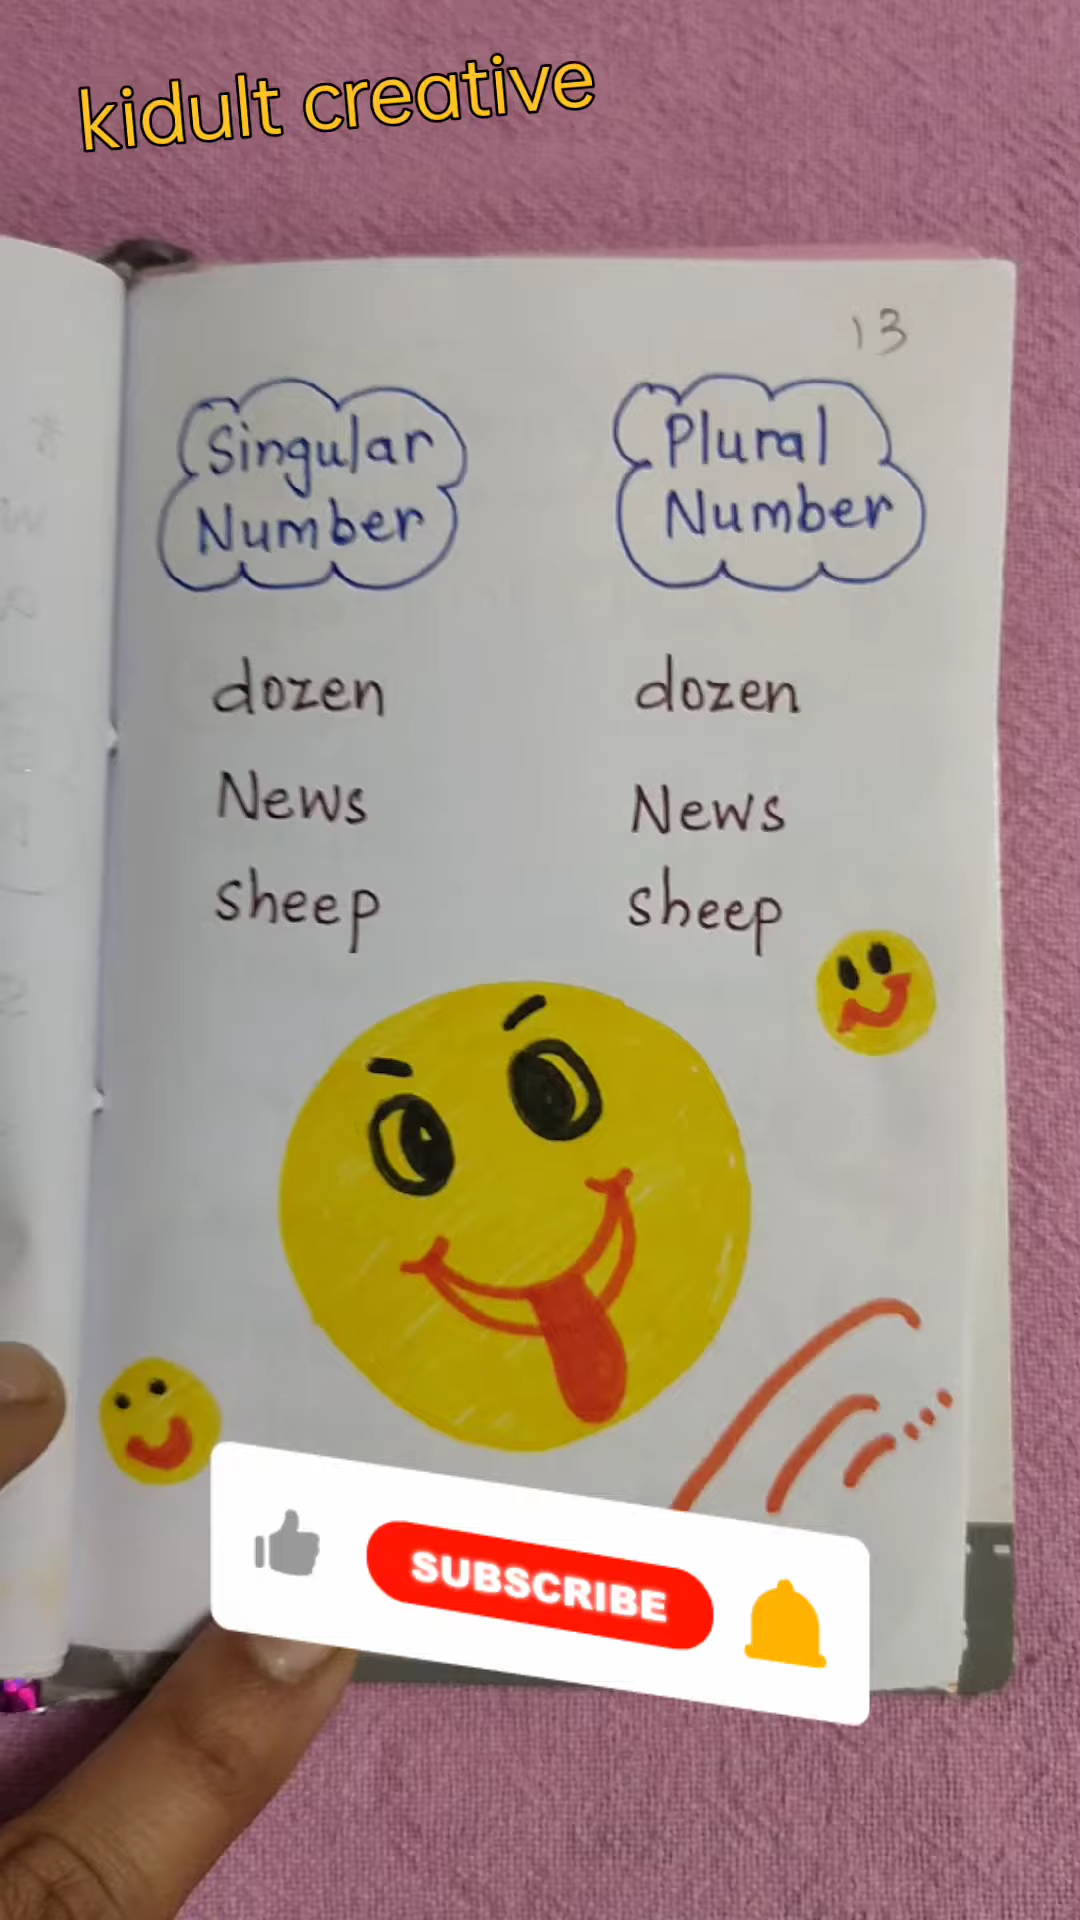 kidult creative
13
Singular
Number
Plural
Number
dozen
dozen
News
News
sheep
sheep
SUBSCRIBE